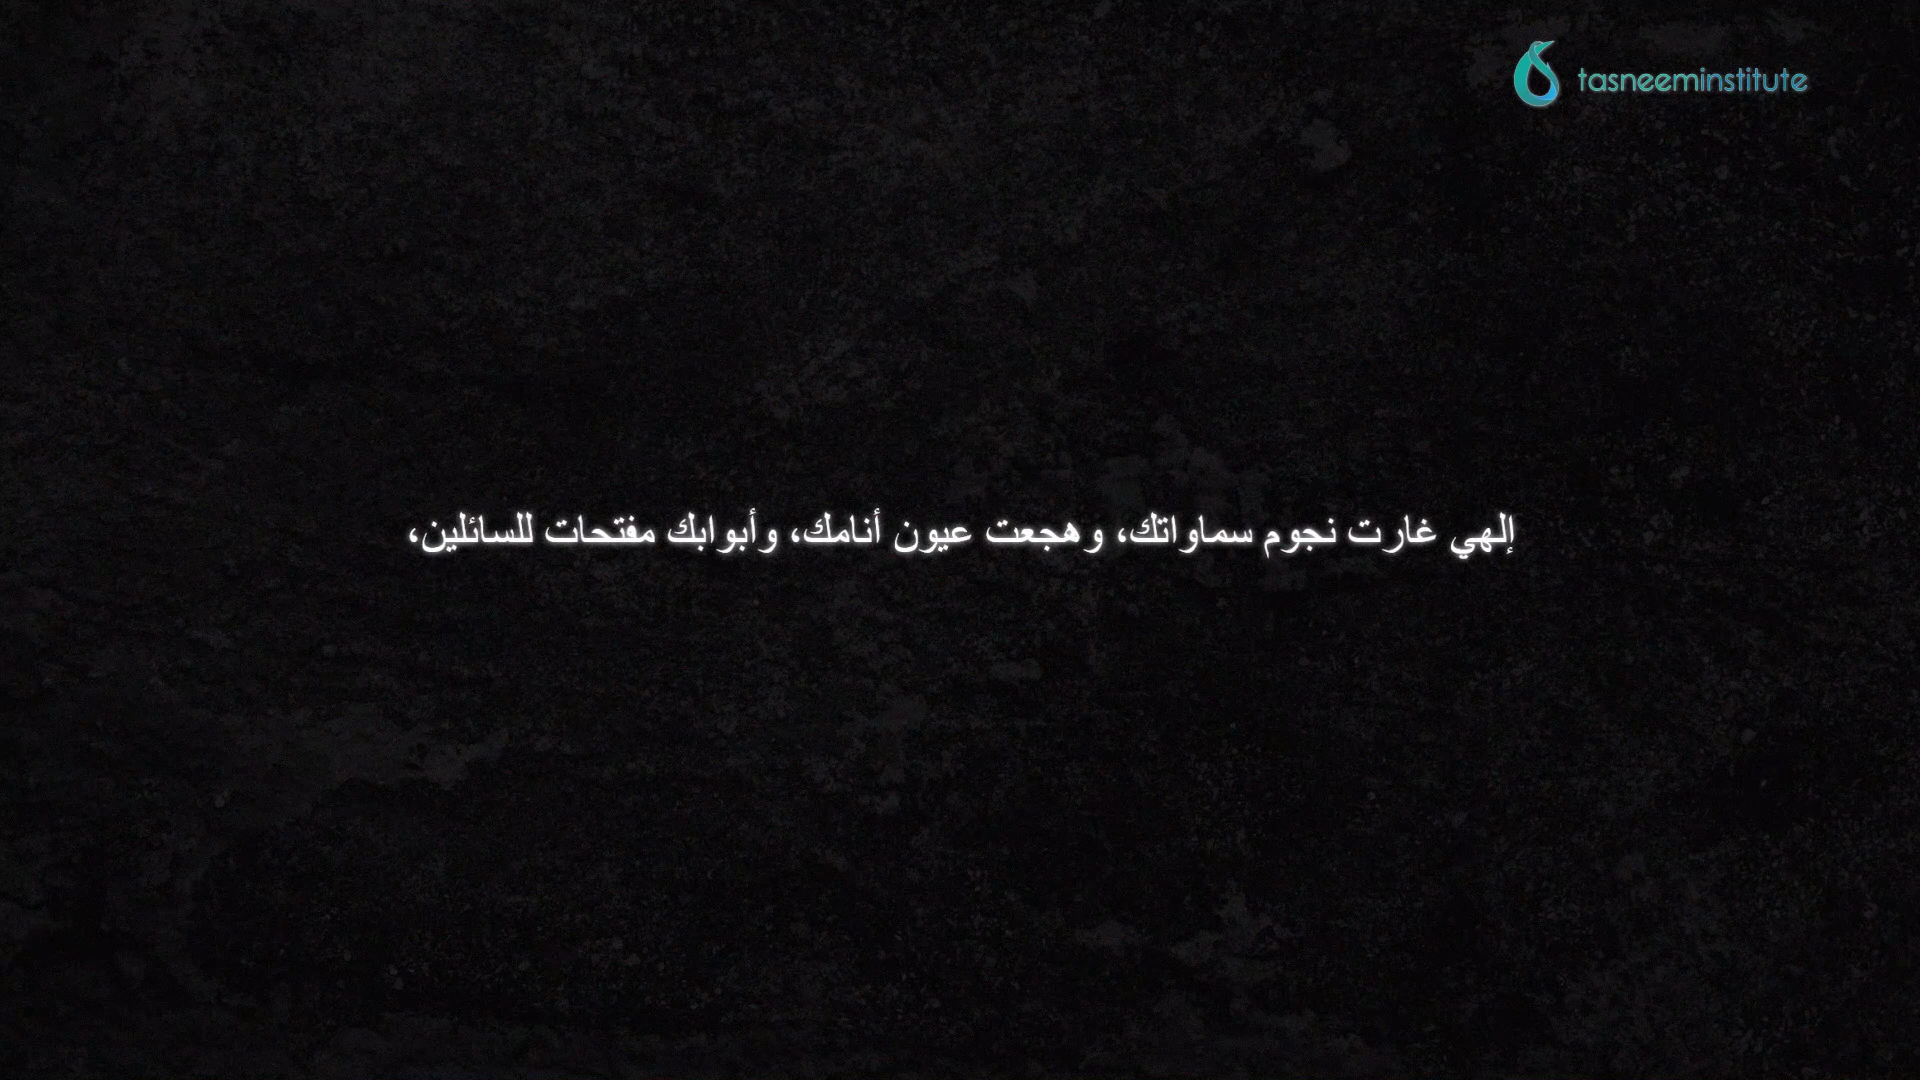 tasneeminstitute
إلهي غارت نجوم سماواتك، وهجعت عيون أنامك، وأبوابك مفتحات للسائلين،